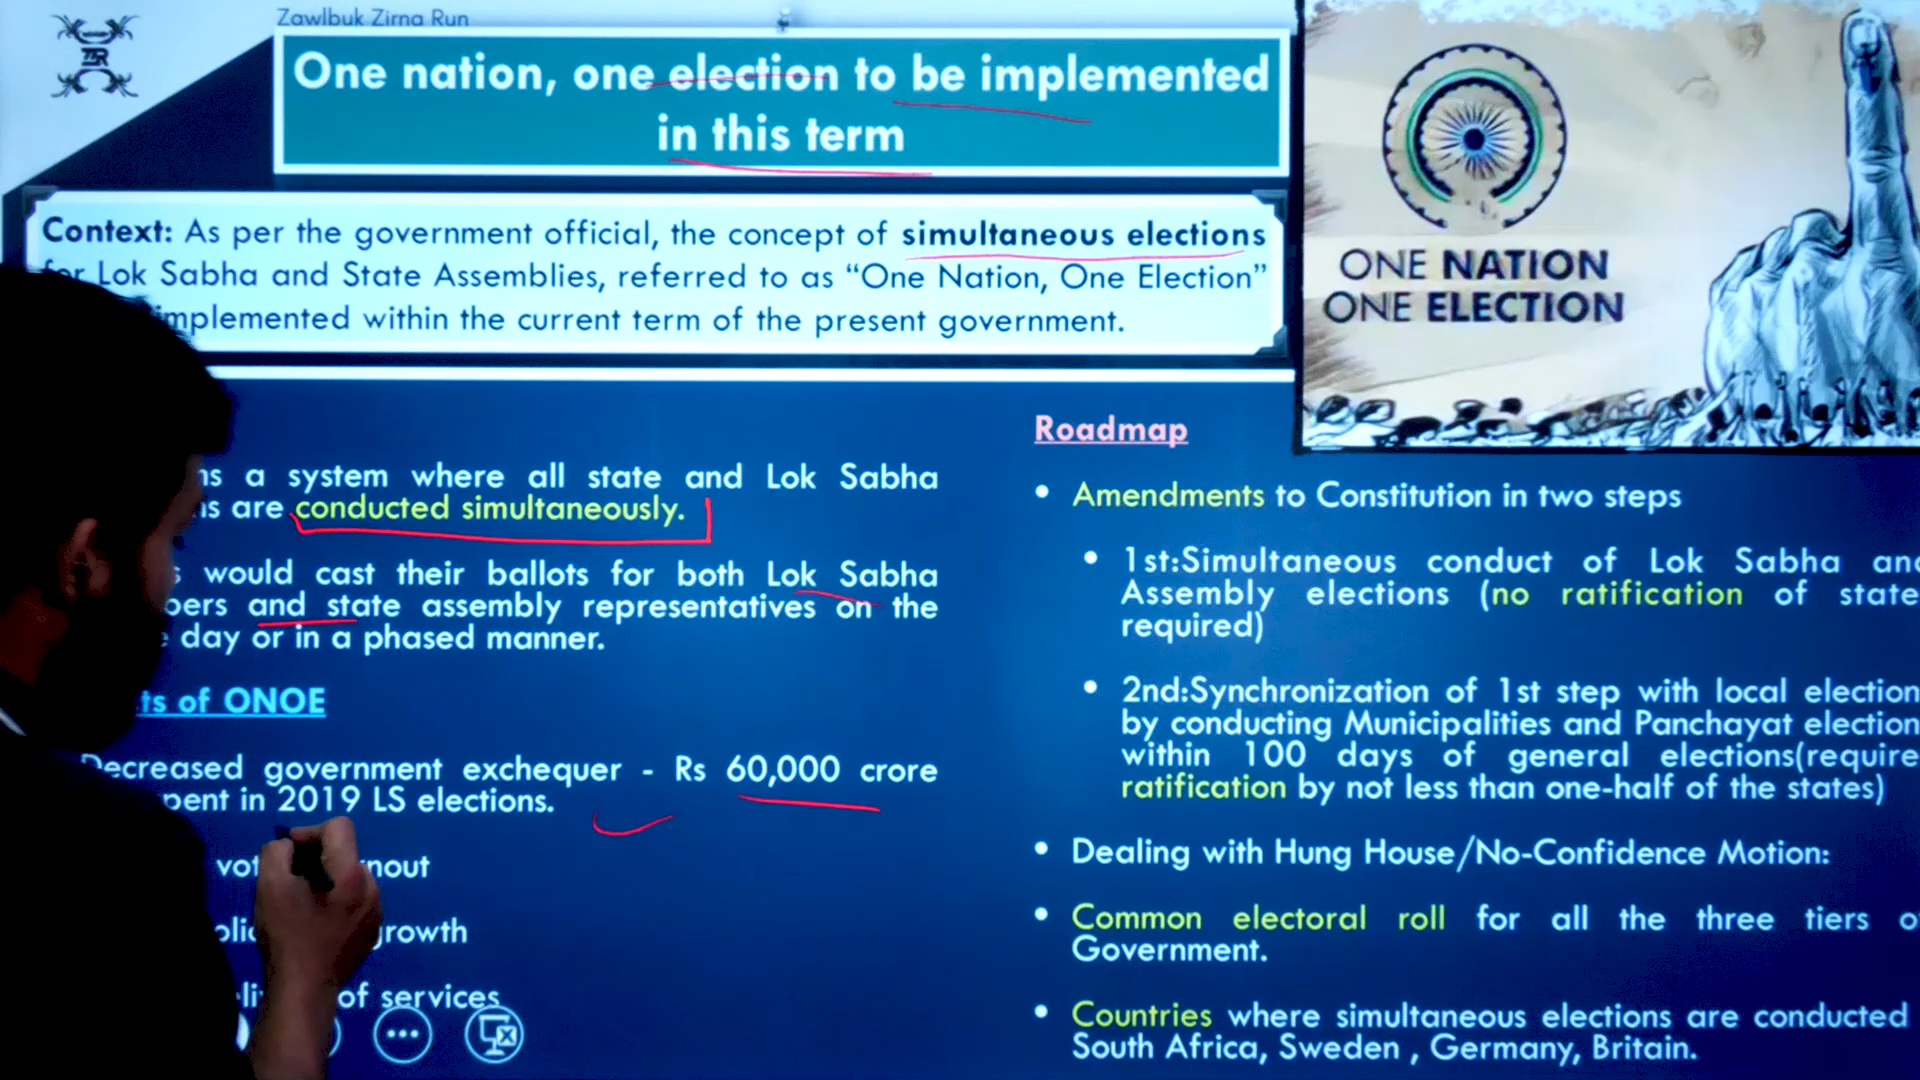 Zawlbuk Zirna Run
One nation, one election to be implemented
in this term
Context: As per the government official, the concept of simultaneous elections
for Lok Sabha and State Assemblies, referred to as “One Nation, One Election”
implemented within the current term of the present government.
ONE NATION
ONE ELECTION
a system where all state and Lok Sabha
are conducted simultaneously.
would cast their ballots for both Lok Sabha
and state assembly representatives on the
day or in a phased manner.
of ONOE
Decreased government exchequer - Rs 60,000 crore
in 2019 LS elections.
growth
of services
Roadmap
• Amendments to Constitution in two steps
• 1st:Simultaneous conduct of Lok Sabha and
Assembly elections (no ratification of state
required)
• 2nd:Synchronization of 1st step with local election
by conducting Municipalities and Panchayat election
within 100 days of general elections(require
ratification by not less than one-half of the states)
• Dealing with Hung House/No-Confidence Motion:
• Common electoral roll for all the three tiers of
Government.
• Countries where simultaneous elections are conducted
South Africa, Sweden , Germany, Britain.